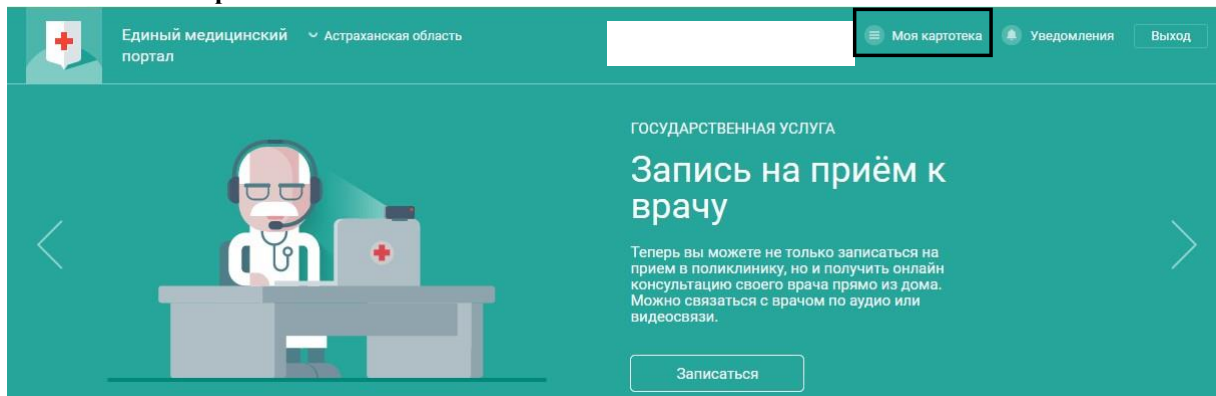 Единый медицинский
портал
Астраханская область
Моя картотека
Уведомления
Выход
ГОСУДАРСТВЕННАЯ УСЛУГА
Запись на приём к
врачу
Теперь вы можете не только записаться на
прием в поликлинику, но и получить онлайн
консультацию своего врача прямо из дома.
Можно связаться с врачом по аудио или
видеосвязи.
Записаться